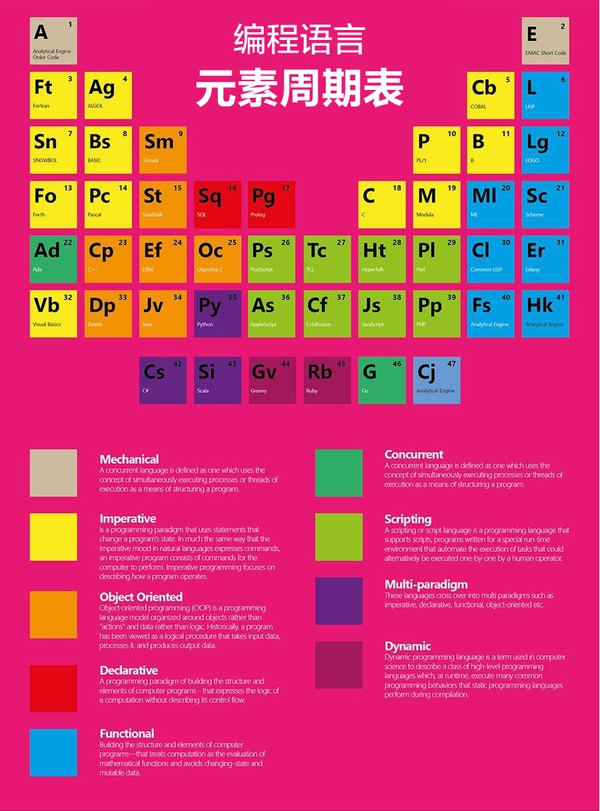 编程语言
元素周期表
A 1
Analytical Engine
Order Code
E 2
ENIAC Short Code
Ft 3
Fortran
Ag 4
ALGOL
Cb 5
COBAL
L 6
LISP
Sn 7
SNOWBOL
Bs 8
BASIC
Sm 9
Simula
P 10
PL/1
B 11
B
Lg 12
LOGO
Fo 13
Forth
Pc 14
Pascal
St 15
SmallTalk
Sq 16
SQL
Pg 17
Prolog
C 18
C
M 19
Modula
Ml 20
ML
Sc 21
Scheme
Ad 22
Ada
Cp 23
C++
Ef 24
Eiffel
Oc 25
Objective C
Ps 26
PostScript
Tc 27
TCL
Ht 28
HyperTalk
Pl 29
Perl
Cl 30
Common LISP
Er 31
Erlang
Vb 32
Visual Basics
Dp 33
Delphi
Jv 34
Java
Py 35
Python
As 36
AppleScript
Cf 37
ColdFusion
Js 38
JavaScript
Pp 39
PHP
Fs 40
Analytical Engine
Hk 41
Analytical Engine
Cs 42
C#
Si 43
Scala
Gv 44
Groovy
Rb 45
Ruby
G 46
Go
Cj 47
Analytical Engine
Mechanical
A concurrent language is defined as one which uses the
concept of simultaneously executing processes or threads of
execution as a means of structuring a program.
Imperative
is a programming paradigm that uses statements that
change a program's state. In much the same way that the
imperative mood in natural languages expresses commands,
an imperative program consists of commands for the
computer to perform. Imperative programming focuses on
describing how a program operates.
Object Oriented
Object-oriented programming (OOP) is a programming
language model organized around objects rather than
"actions" and data rather than logic. Historically, a program
has been viewed as a logical procedure that takes input data,
processes it, and produces output data.
Declarative
A programming paradigm of building the structure and
elements of computer programs - that expresses the logic of
a computation without describing its control flow.
Functional
Building the structure and elements of computer
programs—that treats computation as the evaluation of
mathematical functions and avoids changing-state and
mutable data.
Concurrent
A concurrent language is defined as one which uses the
concept of simultaneously executing processes or threads of
execution as a means of structuring a program.
Scripting
A scripting or script language is a programming language that
supports scripts, programs written for a special run-time
environment that automate the execution of tasks that could
alternatively be executed one-by-one by a human operator.
Multi-paradigm
These languages cross over into multi paradigms such as
imperative, declarative, functional, object-oriented etc.
Dynamic
Dynamic programming language is a term used in computer
science to describe a class of high-level programming
languages which, at runtime, execute many common
programming behaviors that static programming languages
perform during compilation.